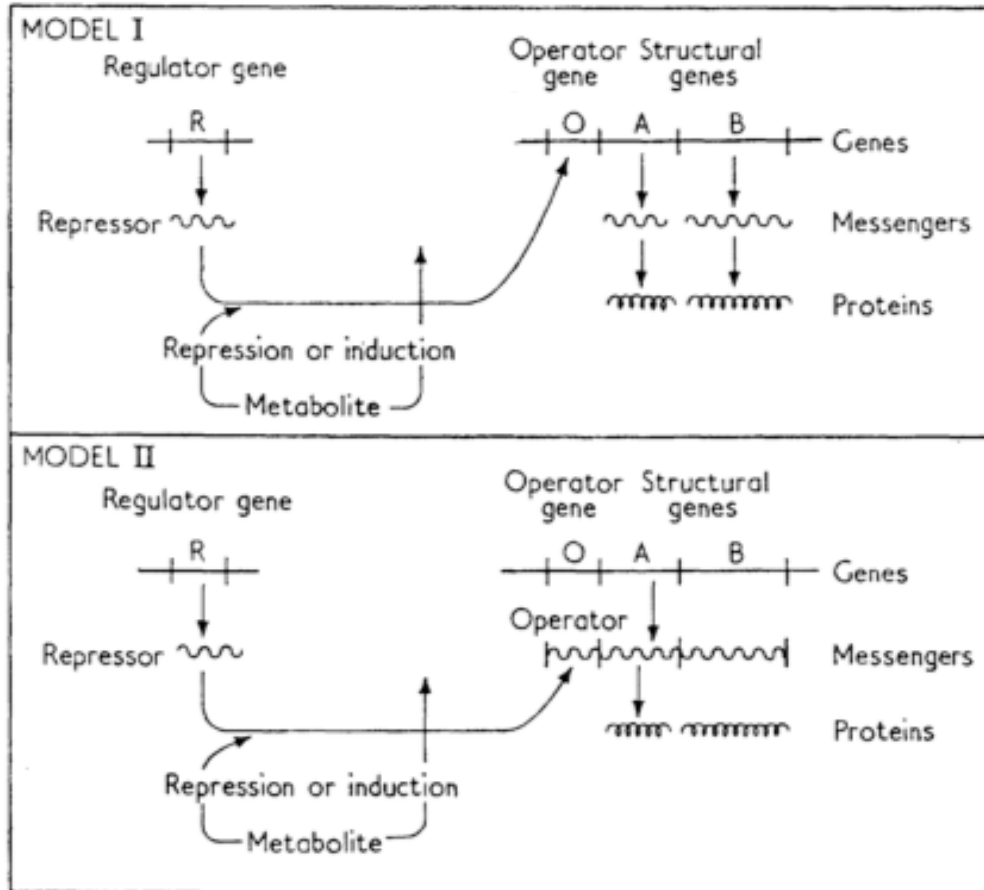 MODEL I
Regulator gene
Operator gene
Structural genes
R
O
A
B
Genes
Repressor
Messengers
Proteins
Repression or induction
Metabolite
MODEL II
Regulator gene
Operator gene
Structural genes
R
O
A
B
Genes
Operator
Repressor
Messengers
Proteins
Repression or induction
Metabolite